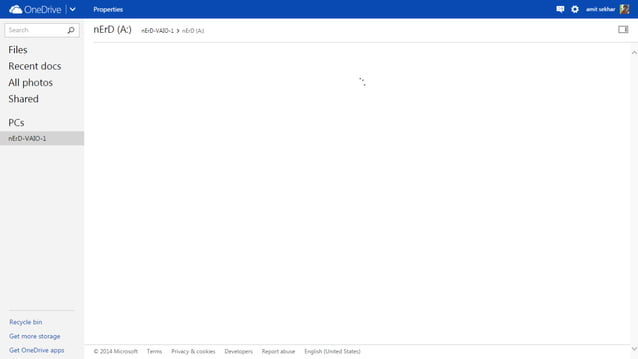 OneDrive
Properties
amit sekhar
Search
nErD (A:)
nErD-VAIO-1 > nErD (A:)
Files
Recent docs
All photos
Shared
PCs
nErD-VAIO-1
Recycle bin
Get more storage
Get OneDrive apps
© 2014 Microsoft Terms Privacy & cookies Developers Report abuse English (United States)